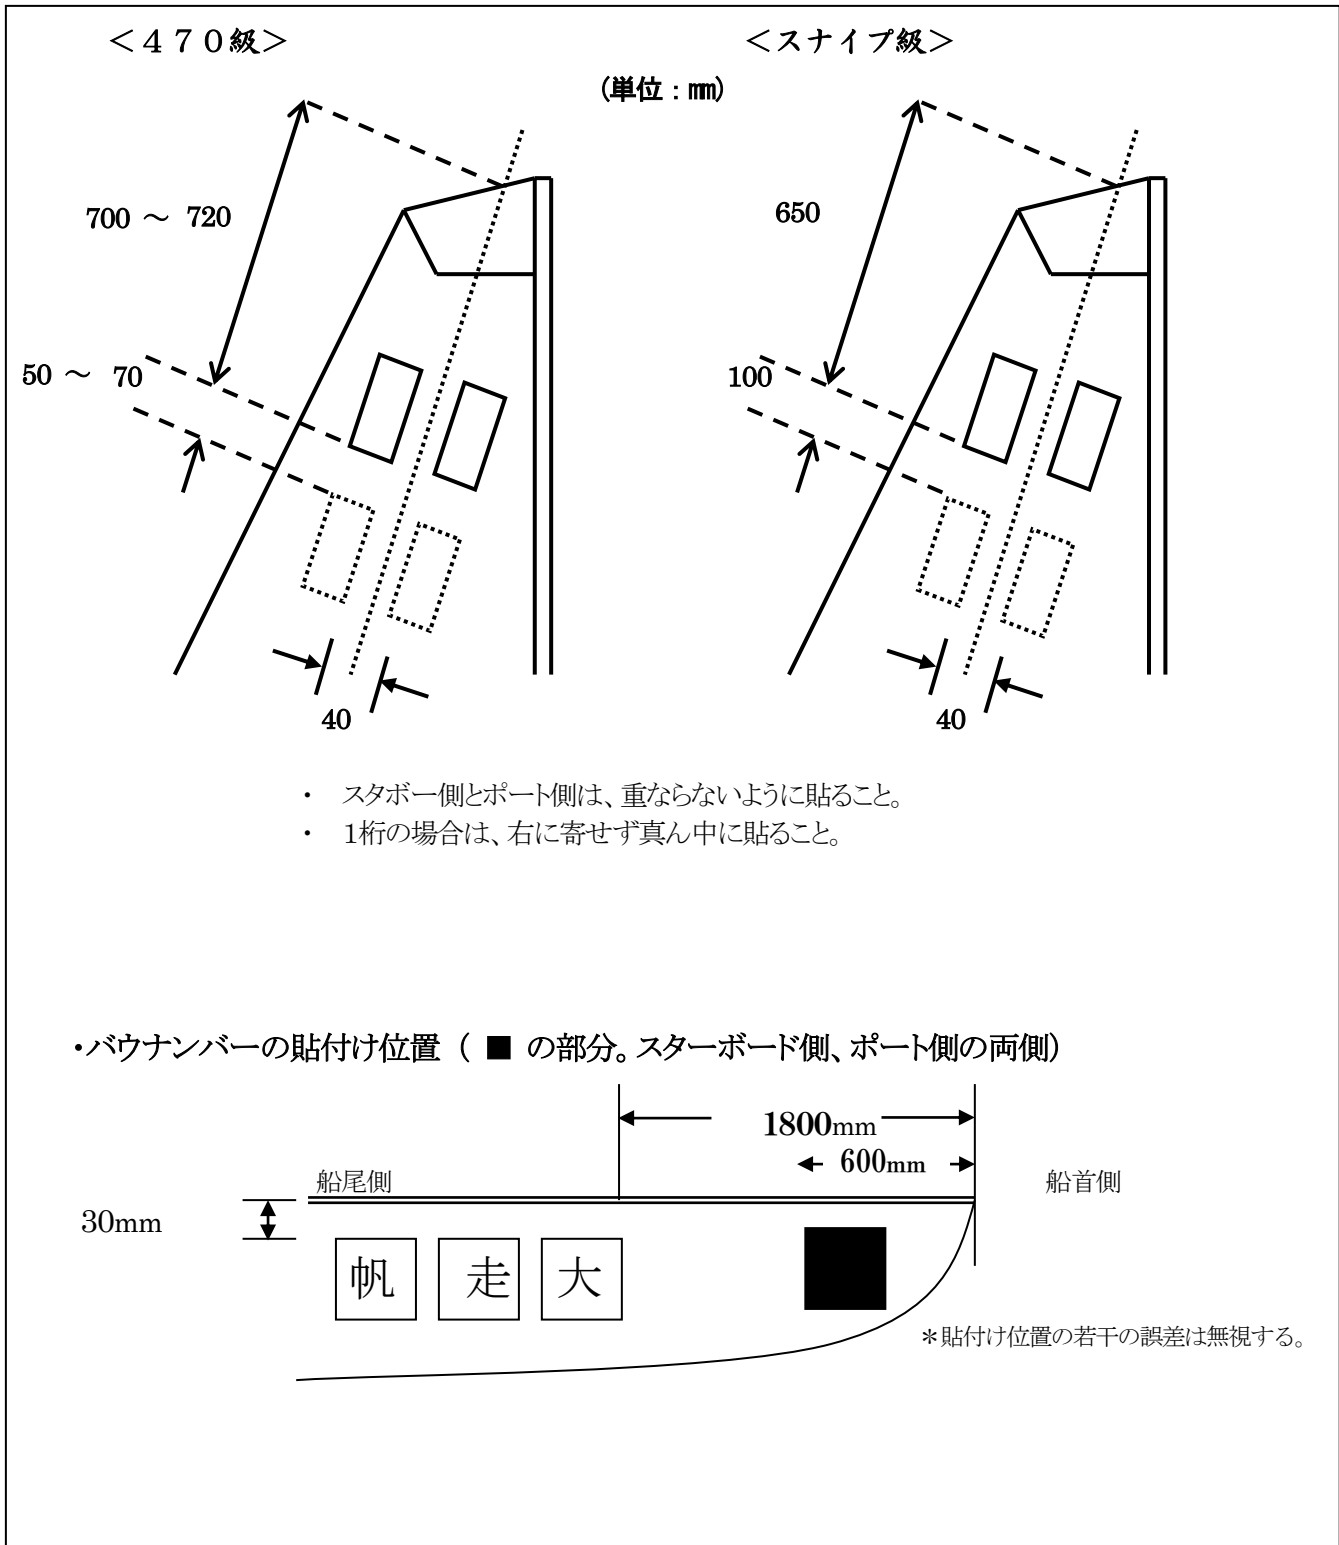 ＜４７０級＞
＜スナイプ級＞
(単位：㎜)
700 ～ 720
650
50 ～ 70
100
40
40
・ スタボー側とポート側は、重ならないように貼ること。
・ 1桁の場合は、右に寄せず真ん中に貼ること。
・バウナンバーの貼付け位置（ ■ の部分。スターボード側、ポート側の両側）
1800mm
600mm
船尾側
船首側
30mm
帆 走 大
＊貼付け位置の若干の誤差は無視する。